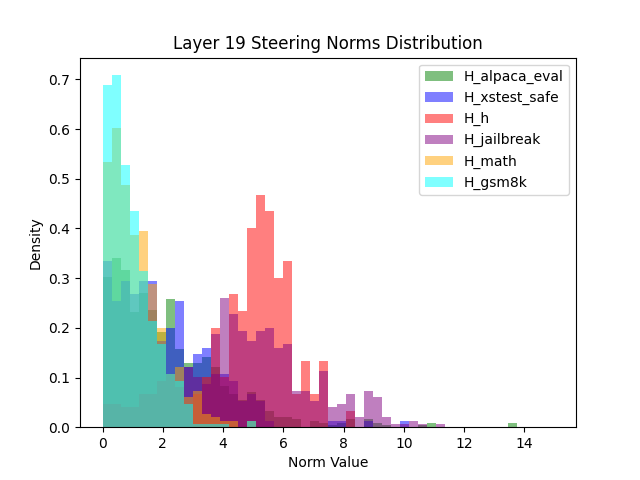 Layer 19 Steering Norms Distribution
H_alpaca_eval
H_xstest_safe
H_h
H_jailbreak
H_math
H_gsm8k
Density
0.7
0.6
0.5
0.4
0.3
0.2
0.1
0.0
0 2 4 6 8 10 12 14
Norm Value